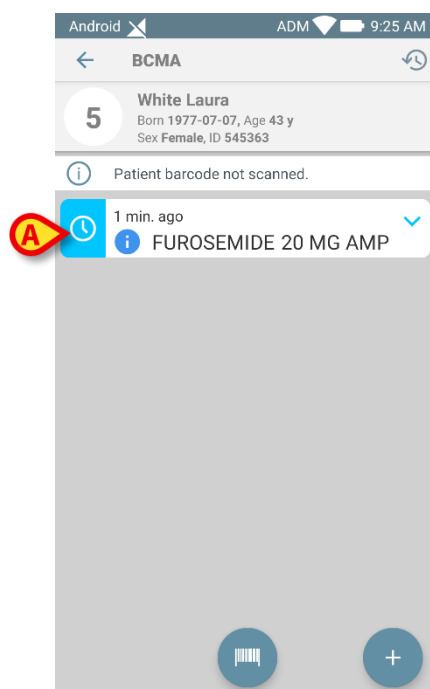 Android ADM 9:25 AM
BCMA
5
White Laura
Born 1977-07-07, Age 43 y
Sex Female, ID 545363
Patient barcode not scanned.
A
1 min. ago
i FUROSEMIDE 20 MG AMP
+